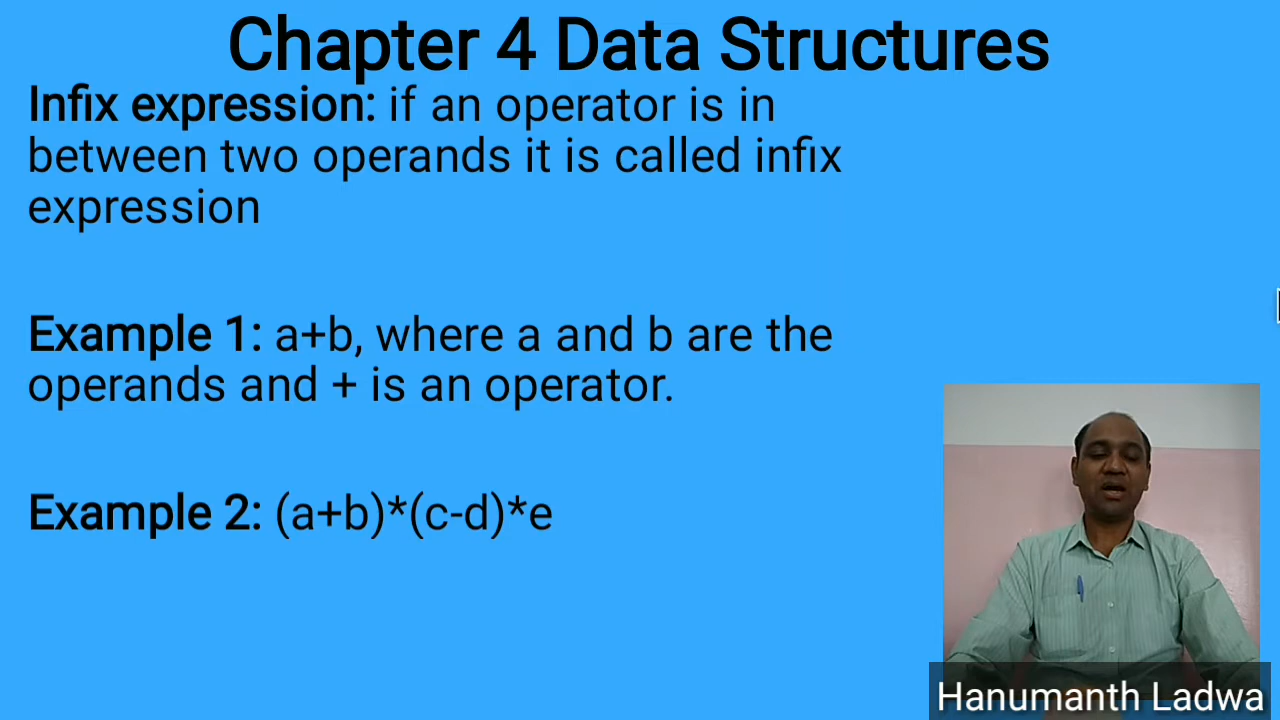 Chapter 4 Data Structures
Infix expression: if an operator is in
between two operands it is called infix
expression
Example 1: a+b, where a and b are the
operands and + is an operator.
Example 2: (a+b)*(c-d)*e
Hanumanth Ladwa